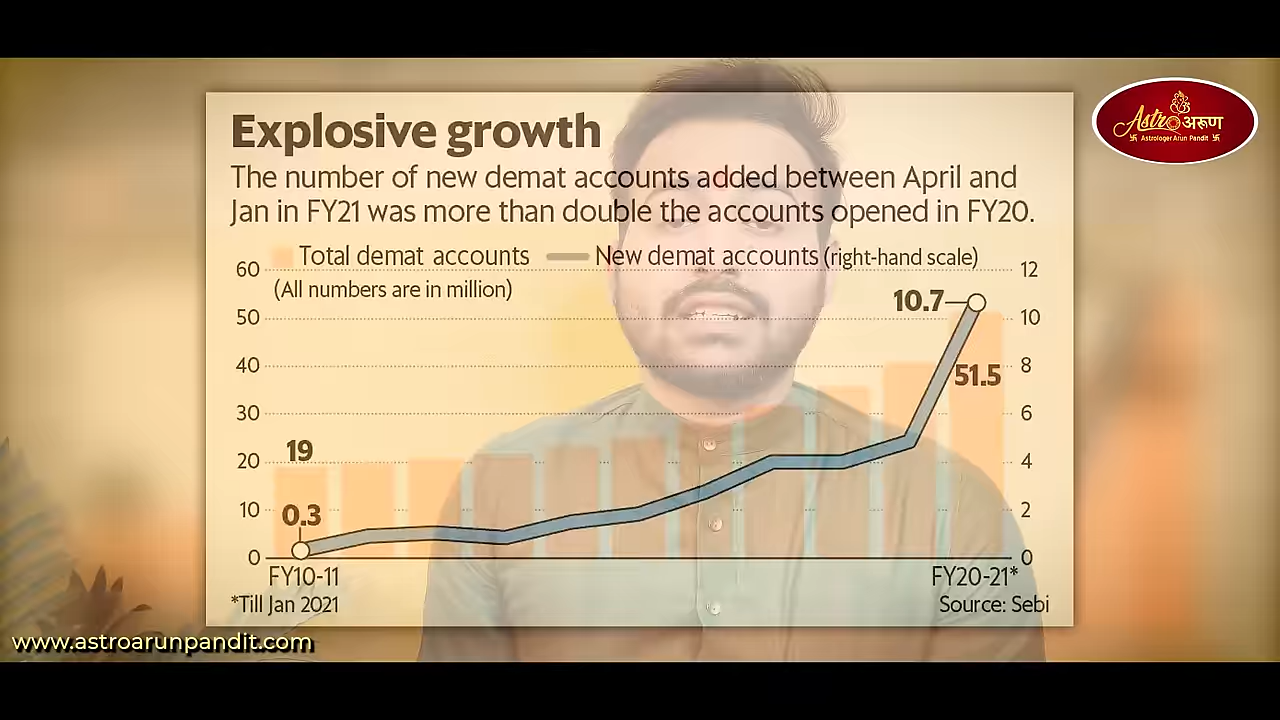 Explosive growth
The number of new demat accounts added between April and
Jan in FY21 was more than double the accounts opened in FY20.
Total demat accounts New demat accounts (right-hand scale)
(All numbers are in million)
60 12
50 10
40 8
30 6
20 4
10 2
0 0
19
0.3
10.7
51.5
FY10-11 FY20-21*
*Till Jan 2021 Source: Sebi
Astro अरूण
卐 Astrologer Arun Pandit 卐
www.astroarunpandit.com